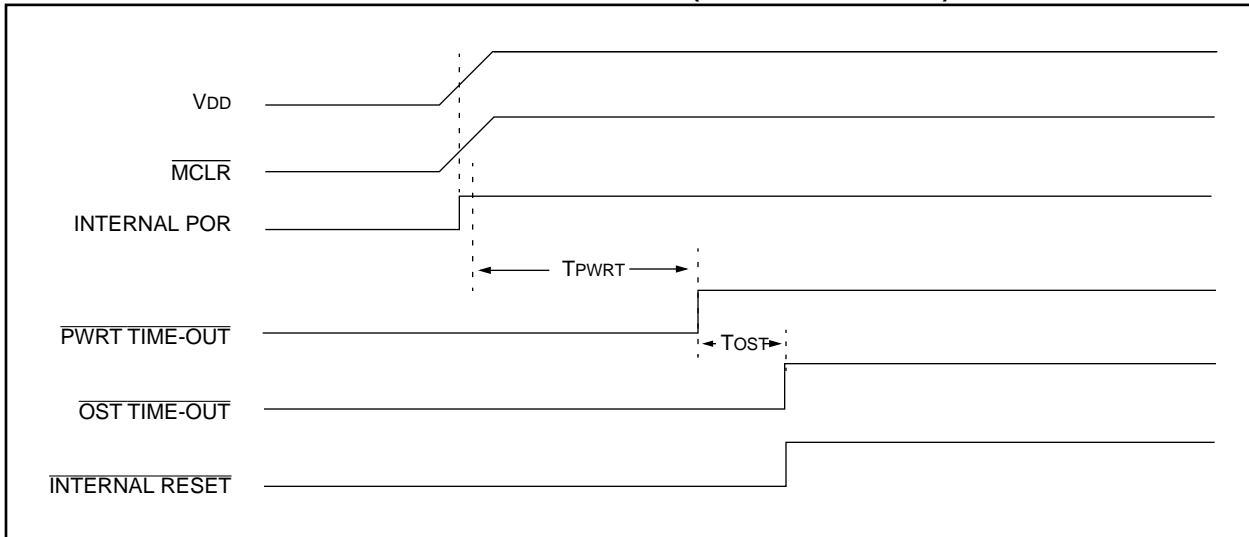 VDD
MCLR
INTERNAL POR
TPWRT
PWRT TIME-OUT
TOST
OST TIME-OUT
INTERNAL RESET